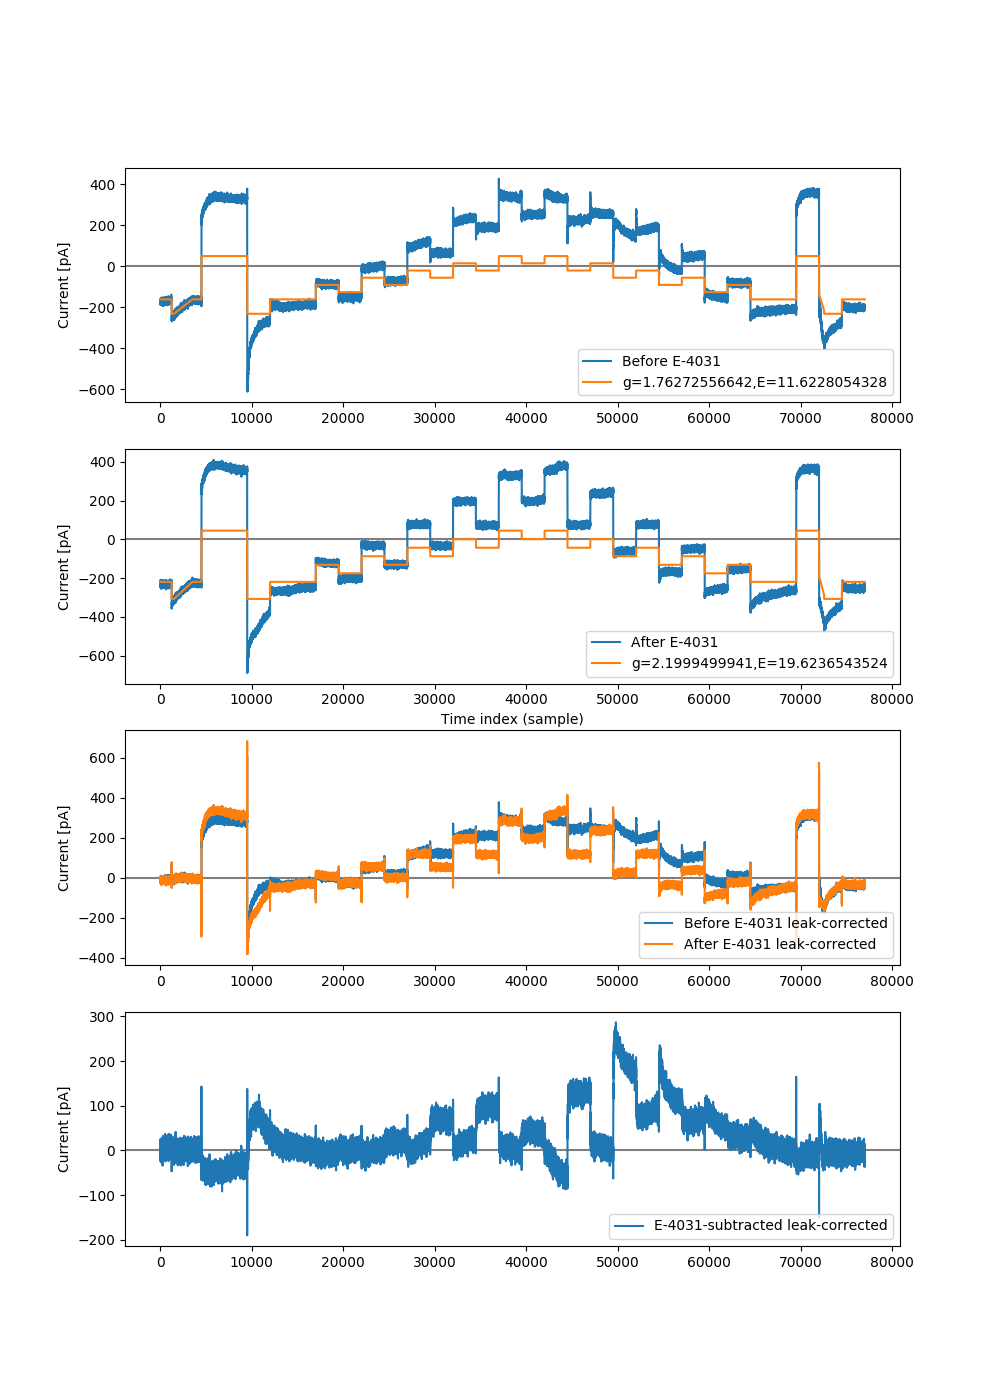 400
200
0
−200
−400
−600
Current [pA]
Before E-4031
g=1.76272556642,E=11.6228054328
0 10000 20000 30000 40000 50000 60000 70000 80000
400
200
0
−200
−400
−600
Current [pA]
After E-4031
g=2.1999499941,E=19.6236543524
0 10000 20000 30000 40000 50000 60000 70000 80000
Time index (sample)
600
400
200
0
−200
−400
Current [pA]
Before E-4031 leak-corrected
After E-4031 leak-corrected
0 10000 20000 30000 40000 50000 60000 70000 80000
300
200
100
0
−100
−200
Current [pA]
E-4031-subtracted leak-corrected
0 10000 20000 30000 40000 50000 60000 70000 80000